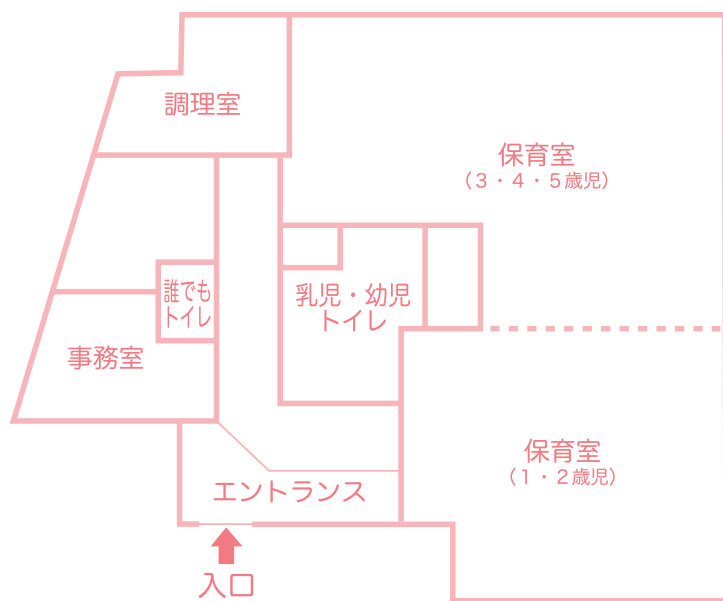 調理室
保育室
(3・4・5歳児)
誰でも
トイレ
乳児・幼児
トイレ
事務室
保育室
(1・2歳児)
エントランス
入口